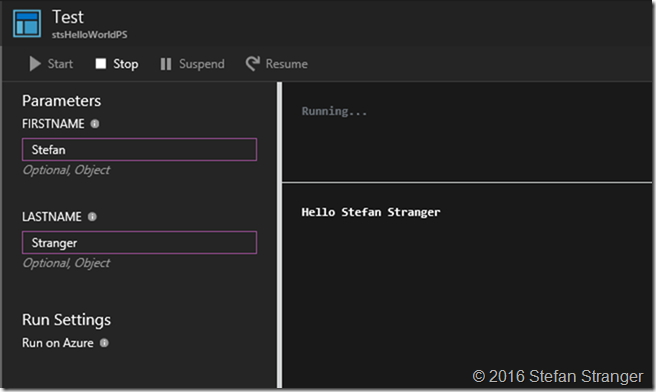 Test
stsHelloWorldPS
Start
Stop
Suspend
Resume
Parameters
FIRSTNAME
Stefan
Optional, Object
LASTNAME
Stranger
Optional, Object
Run Settings
Run on Azure
Running...
Hello Stefan Stranger
© 2016 Stefan Stranger